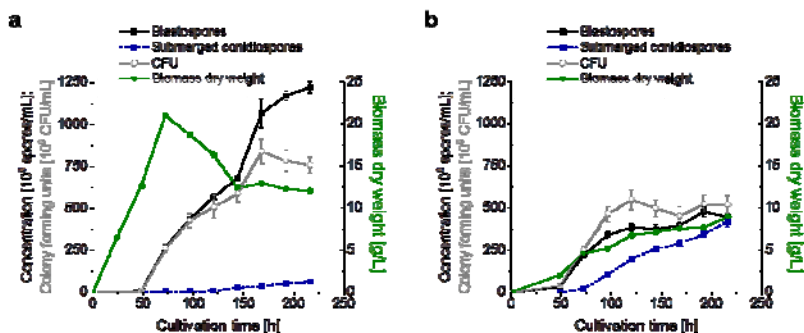 a
Blastospores
Submerged conidiospores
CFU
Biomass dry weight
Concentration [10⁶ spores/mL];
Colony forming units [10⁶ CFU/mL]
1250
1000
750
500
250
0
25
20
15
10
5
0
Biomass dry weight [g/L]
0 50 100 150 200 250
Cultivation time [h]
b
Blastospores
Submerged conidiospores
CFU
Biomass dry weight
Concentration [10⁶ spores/mL];
Colony forming units [10⁶ CFU/mL]
1250
1000
750
500
250
0
25
20
15
10
5
0
Biomass dry weight [g/L]
0 50 100 150 200 250
Cultivation time [h]